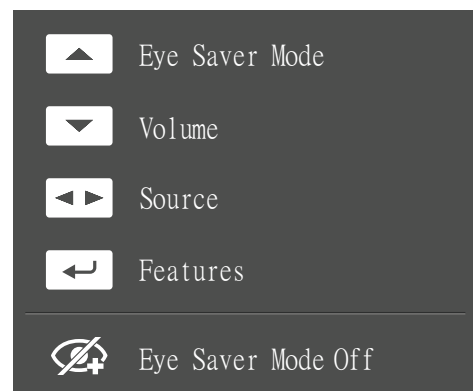 Eye Saver Mode
Volume
Source
Features
Eye Saver Mode Off